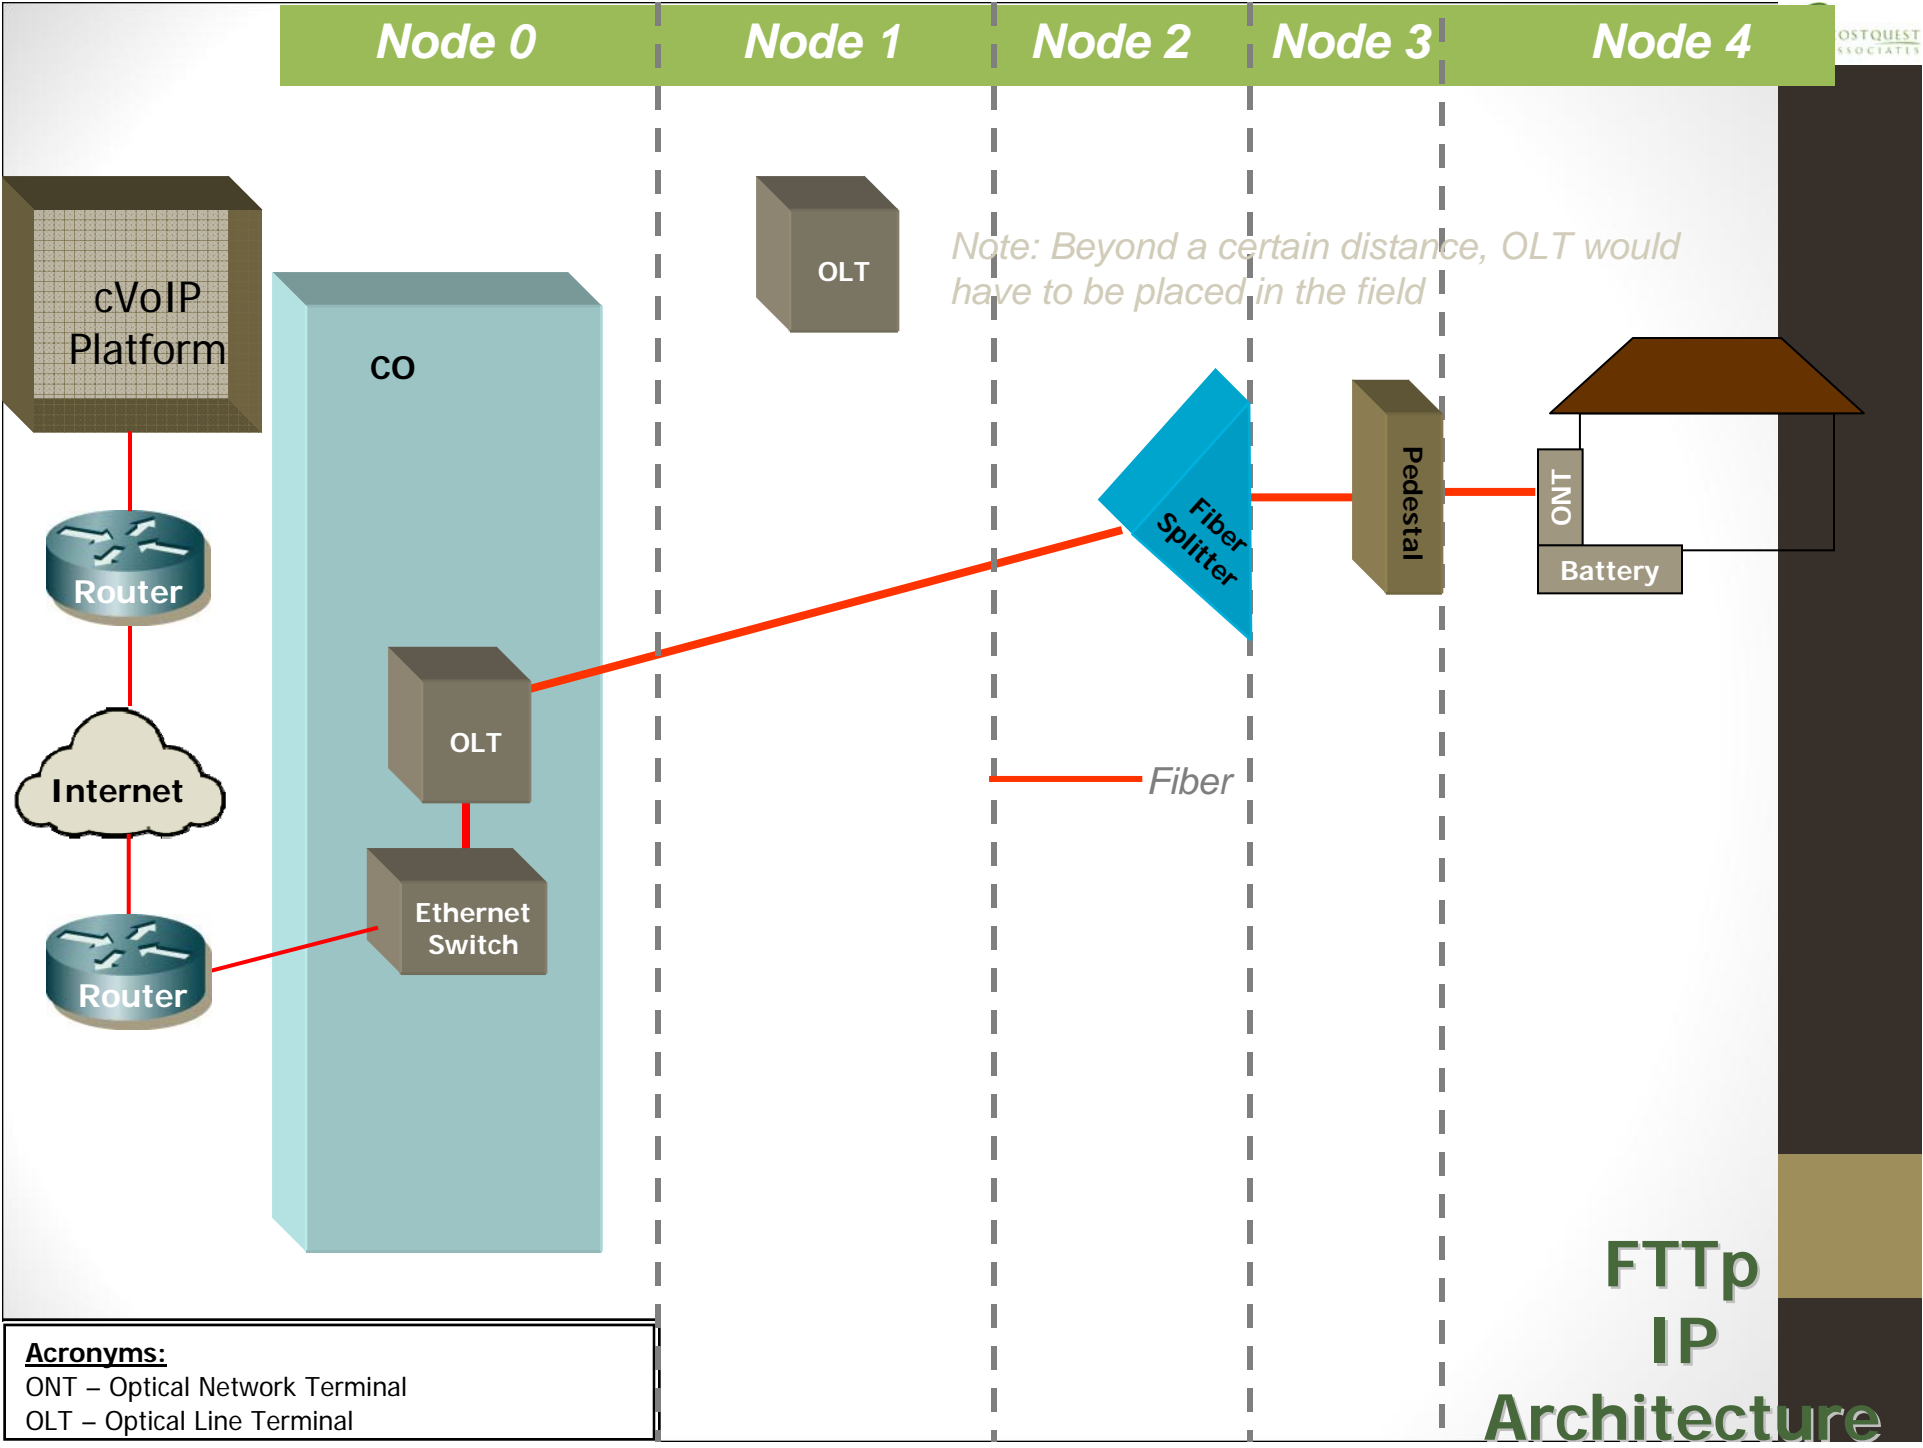 Node 0 Node 1 Node 2 Node 3 Node 4
OSTQUEST
SSOCIATES
OLT
Note: Beyond a certain distance, OLT would
have to be placed in the field
cVoIP
Platform
CO
Pedestal
Fiber
Splitter
ONT
Battery
Router
OLT
Internet
Fiber
Ethernet
Switch
Router
FTTp
IP
Architecture
Acronyms:
ONT – Optical Network Terminal
OLT – Optical Line Terminal